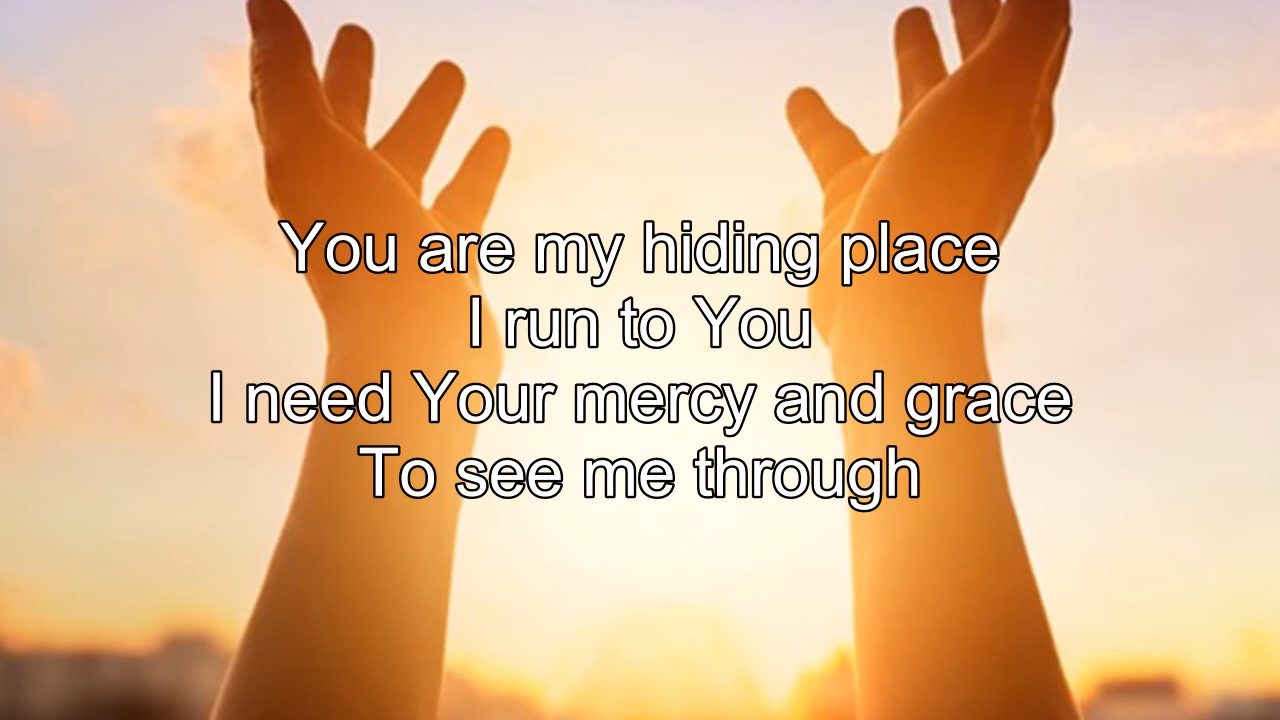 You are my hiding place
I run to You
I need Your mercy and grace
To see me through